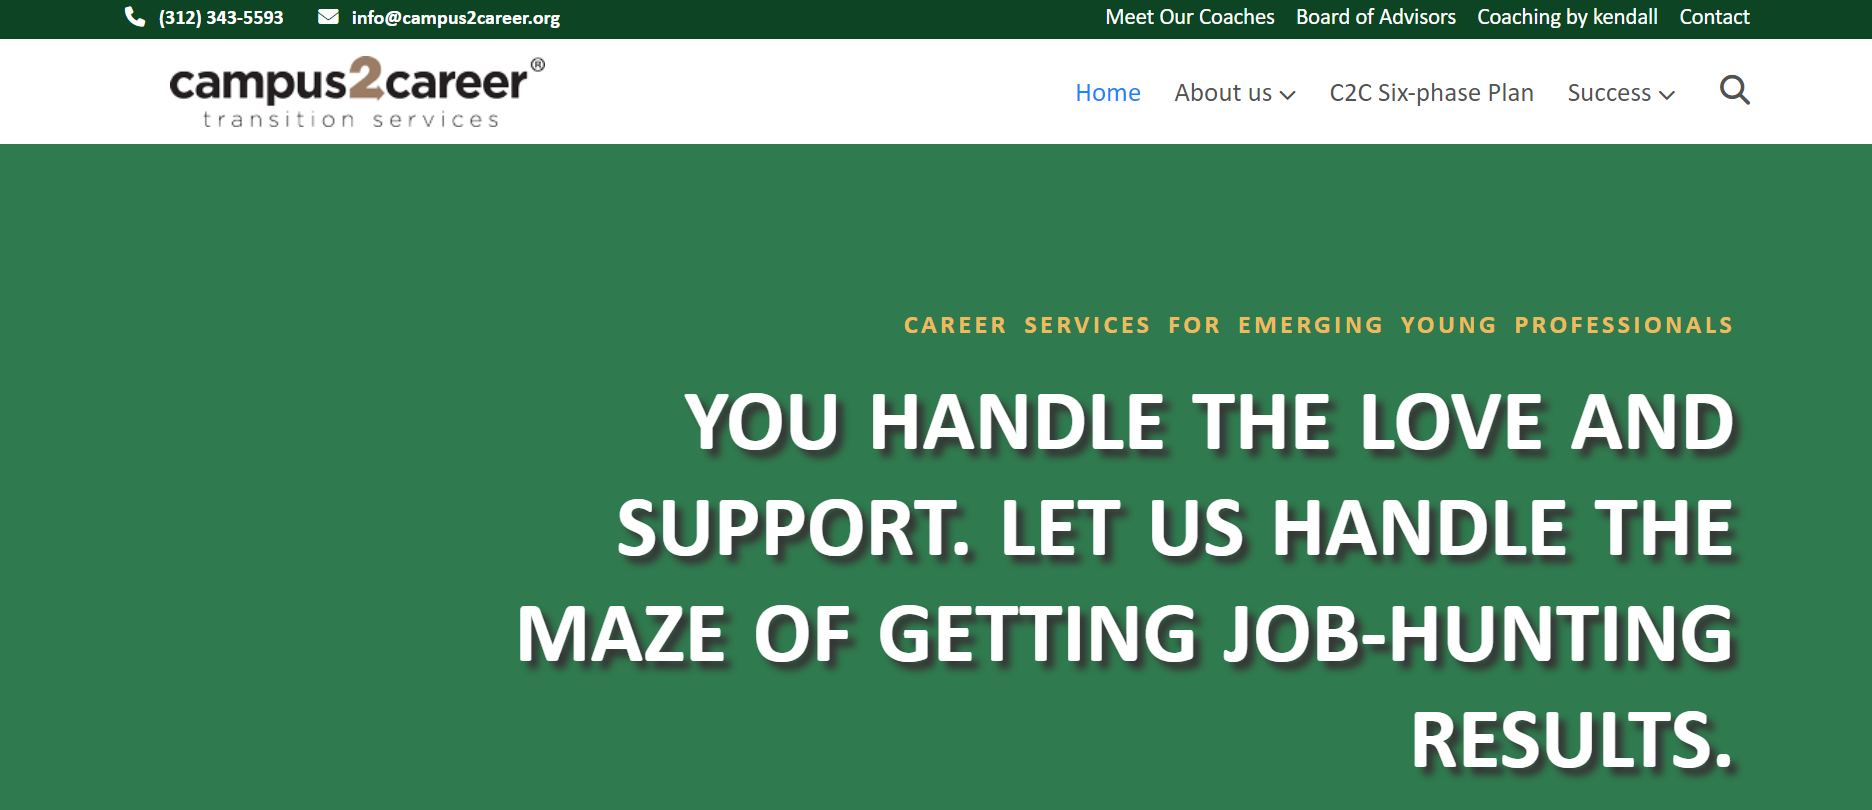 (312) 343-5593 info@campus2career.org Meet Our Coaches Board of Advisors Coaching by kendall Contact
campus2career®
transition services
Home About us C2C Six-phase Plan Success
CAREER SERVICES FOR EMERGING YOUNG PROFESSIONALS
YOU HANDLE THE LOVE AND
SUPPORT. LET US HANDLE THE
MAZE OF GETTING JOB-HUNTING
RESULTS.